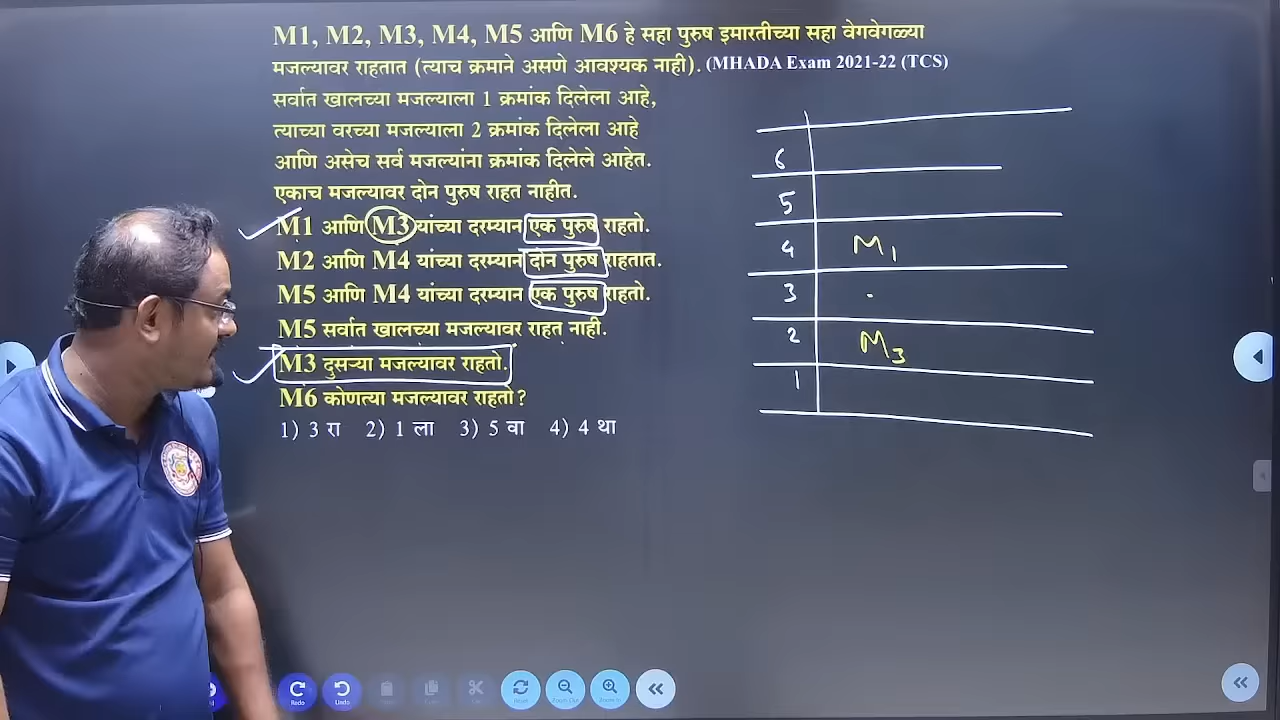 M1, M2, M3, M4, M5 आणि M6 हे सहा पुरुष इमारतीच्या सहा वेगवेगळ्या
मजल्यावर राहतात (त्याच क्रमाने असणे आवश्यक नाही). (MHADA Exam 2021-22 (TCS)
सर्वात खालच्या मजल्याला 1 क्रमांक दिलेला आहे,
त्याच्या वरच्या मजल्याला 2 क्रमांक दिलेला आहे
आणि असेच सर्व मजल्यांना क्रमांक दिलेले आहेत.
एकाच मजल्यावर दोन पुरुष राहत नाहीत.
M1 आणि M3 यांच्या दरम्यान एक पुरुष राहतो.
M2 आणि M4 यांच्या दरम्यान दोन पुरुष राहतात.
M5 आणि M4 यांच्या दरम्यान एक पुरुष राहतो.
M5 सर्वात खालच्या मजल्यावर राहत नाही.
M3 दुसऱ्या मजल्यावर राहतो.
M6 कोणत्या मजल्यावर राहतो?
1) 3 रा 2) 1 ला 3) 5 वा 4) 4 था
6
5
4 M1
3
2 M3
1
Redo Undo Zoom Out Zoom In